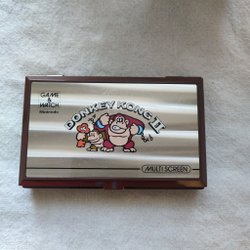 GAME &
WATCH
Nintendo
DONKEY KONG II
MULTI SCREEN